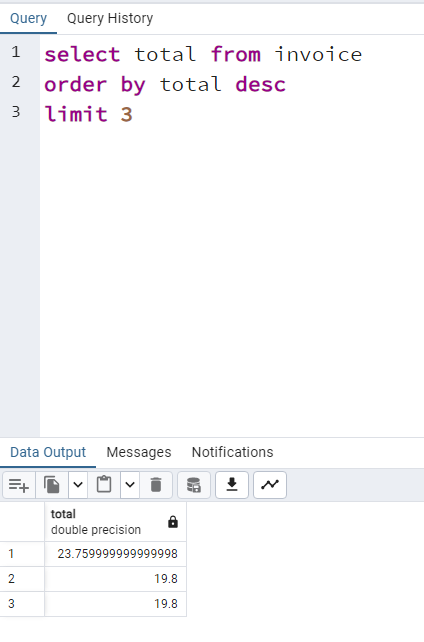 Query Query History
1 select total from invoice
2 order by total desc
3 limit 3
Data Output Messages Notifications
total
double precision
1 23.759999999999998
2 19.8
3 19.8